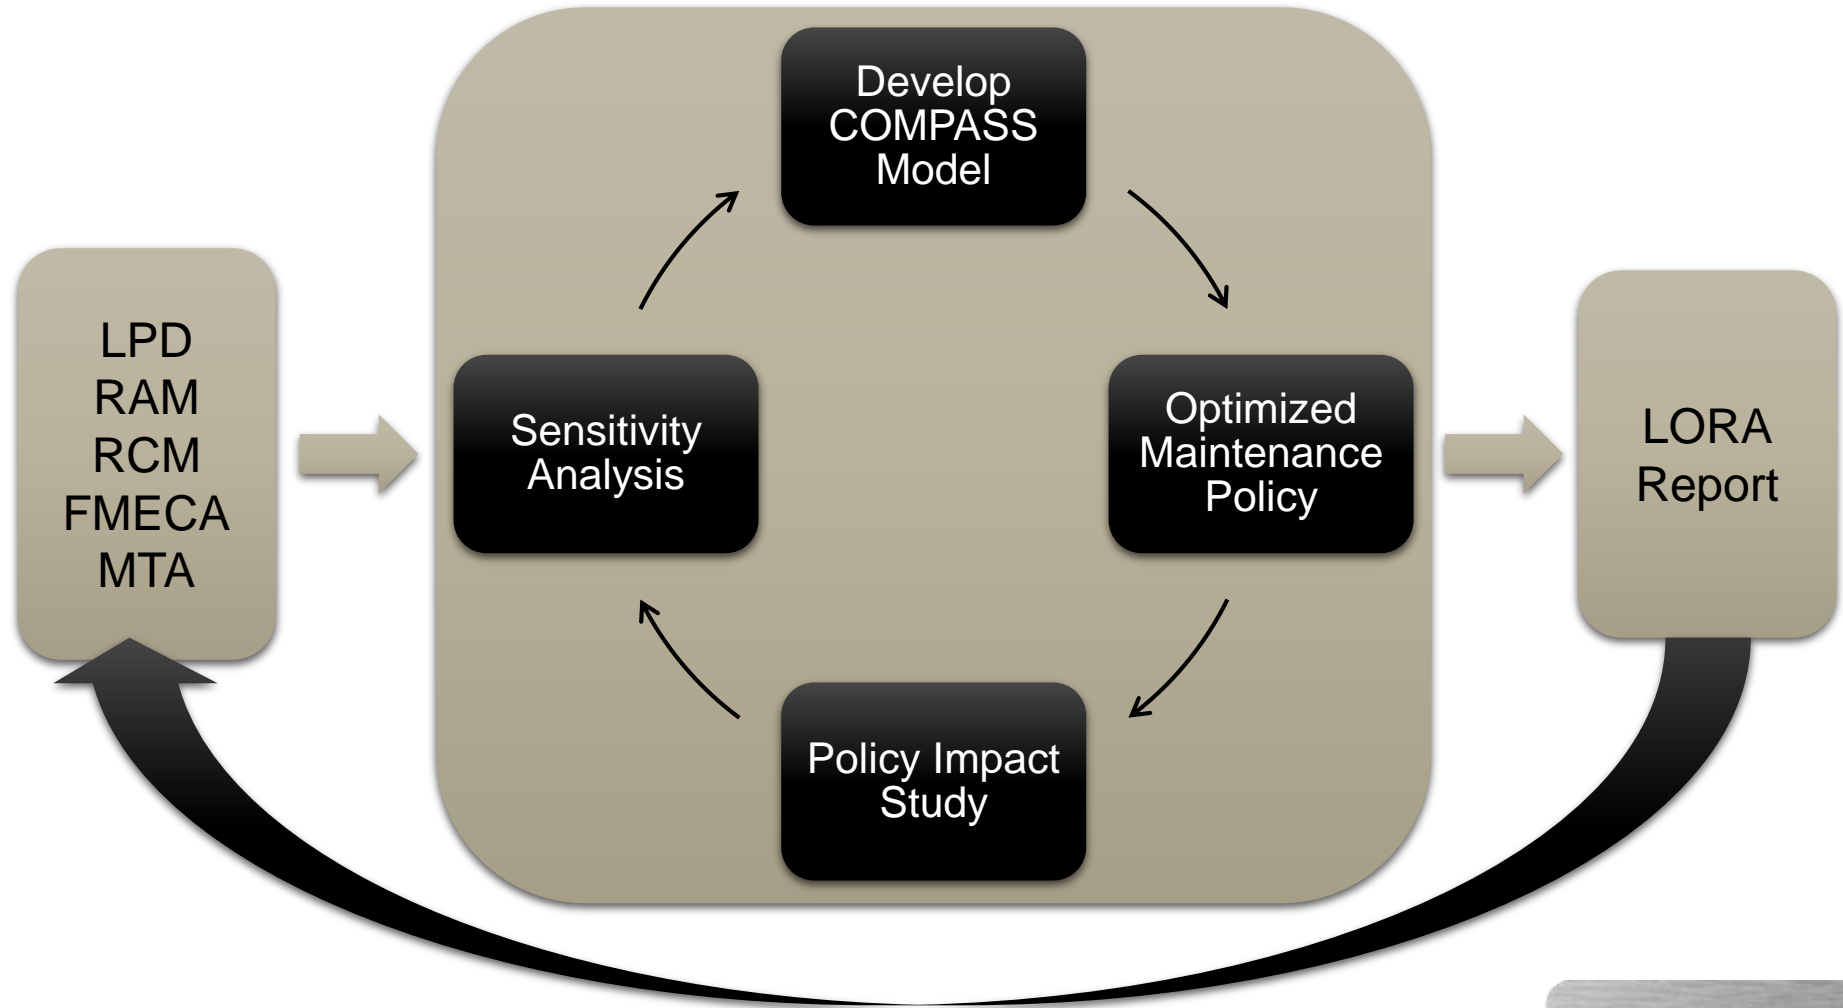 LPD
RAM
RCM
FMECA
MTA
Develop
COMPASS
Model
Sensitivity
Analysis
Optimized
Maintenance
Policy
Policy Impact
Study
LORA
Report